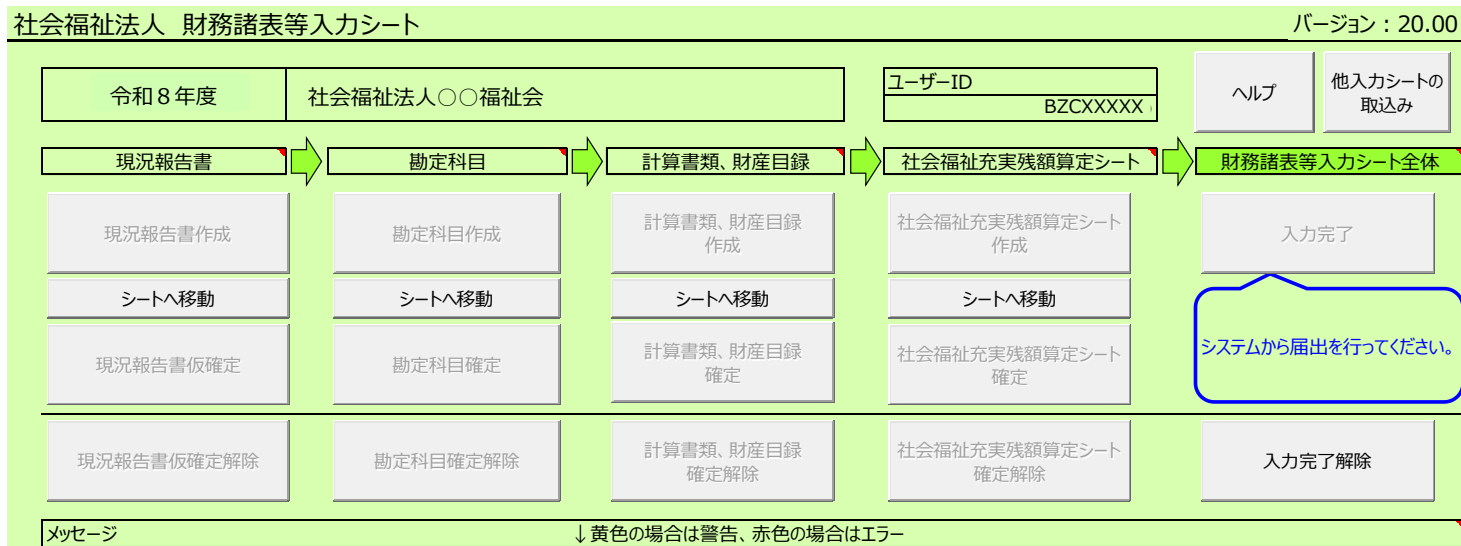 社会福祉法人 財務諸表等入力シート
バージョン：20.00
令和８年度
社会福祉法人○○福祉会
ユーザーID
BZCXXXXX
ヘルプ
他入力シートの
取込み
現況報告書
勘定科目
計算書類、財産目録
社会福祉充実残額算定シート
財務諸表等入力シート全体
現況報告書作成
勘定科目作成
計算書類、財産目録
作成
社会福祉充実残額算定シート
作成
入力完了
シートへ移動
シートへ移動
シートへ移動
シートへ移動
現況報告書仮確定
勘定科目確定
計算書類、財産目録
確定
社会福祉充実残額算定シート
確定
システムから届出を行ってください。
現況報告書仮確定解除
勘定科目確定解除
計算書類、財産目録
確定解除
社会福祉充実残額算定シート
確定解除
入力完了解除
メッセージ
↓黄色の場合は警告、赤色の場合はエラー